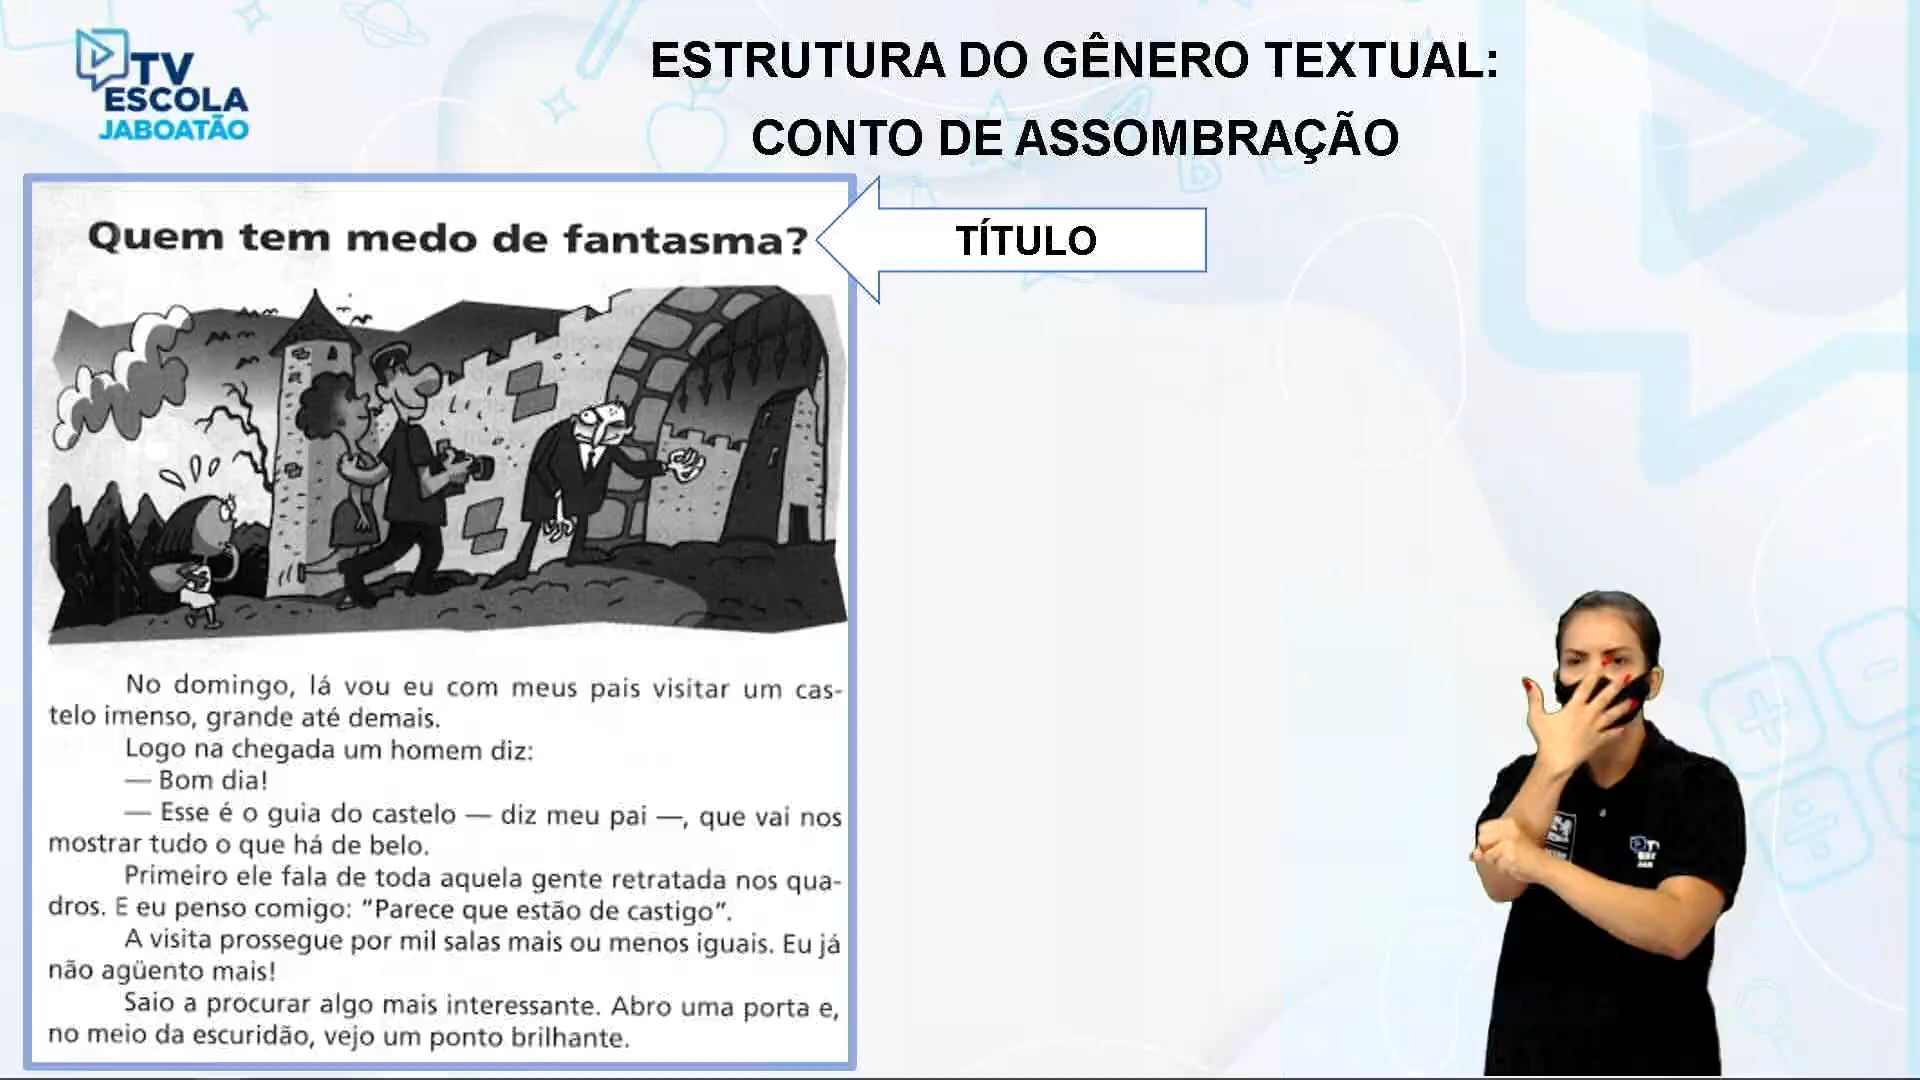 TV
ESCOLA
JABOATÃO
ESTRUTURA DO GÊNERO TEXTUAL:
CONTO DE ASSOMBRAÇÃO
Quem tem medo de fantasma?
TÍTULO
No domingo, lá vou eu com meus pais visitar um cas-
telo imenso, grande até demais.
Logo na chegada um homem diz:
— Bom dia!
— Esse é o guia do castelo — diz meu pai —, que vai nos
mostrar tudo o que há de belo.
Primeiro ele fala de toda aquela gente retratada nos qua-
dros. E eu penso comigo: "Parece que estão de castigo".
A visita prossegue por mil salas mais ou menos iguais. Eu já
não agüento mais!
Saio a procurar algo mais interessante. Abro uma porta e,
no meio da escuridão, vejo um ponto brilhante.